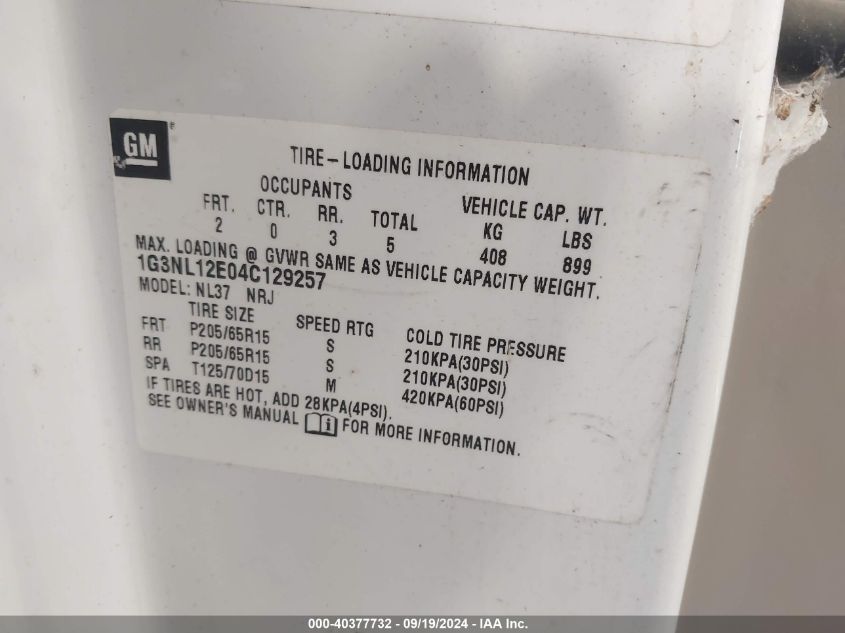 GM
TIRE-LOADING INFORMATION
OCCUPANTS VEHICLE CAP. WT.
FRT. CTR. RR. TOTAL KG LBS
2 0 3 5 408 899
MAX. LOADING @ GVWR SAME AS VEHICLE CAPACITY WEIGHT.
1G3NL12E04C129257
MODEL: NL37 NRJ
TIRE SIZE SPEED RTG COLD TIRE PRESSURE
FRT P205/65R15 S 210KPA(30PSI)
RR P205/65R15 S 210KPA(30PSI)
SPA T125/70D15 M 420KPA(60PSI)
IF TIRES ARE HOT, ADD 28KPA(4PSI).
SEE OWNER'S MANUAL FOR MORE INFORMATION.
000-40377732 - 09/19/2024 - IAA Inc.